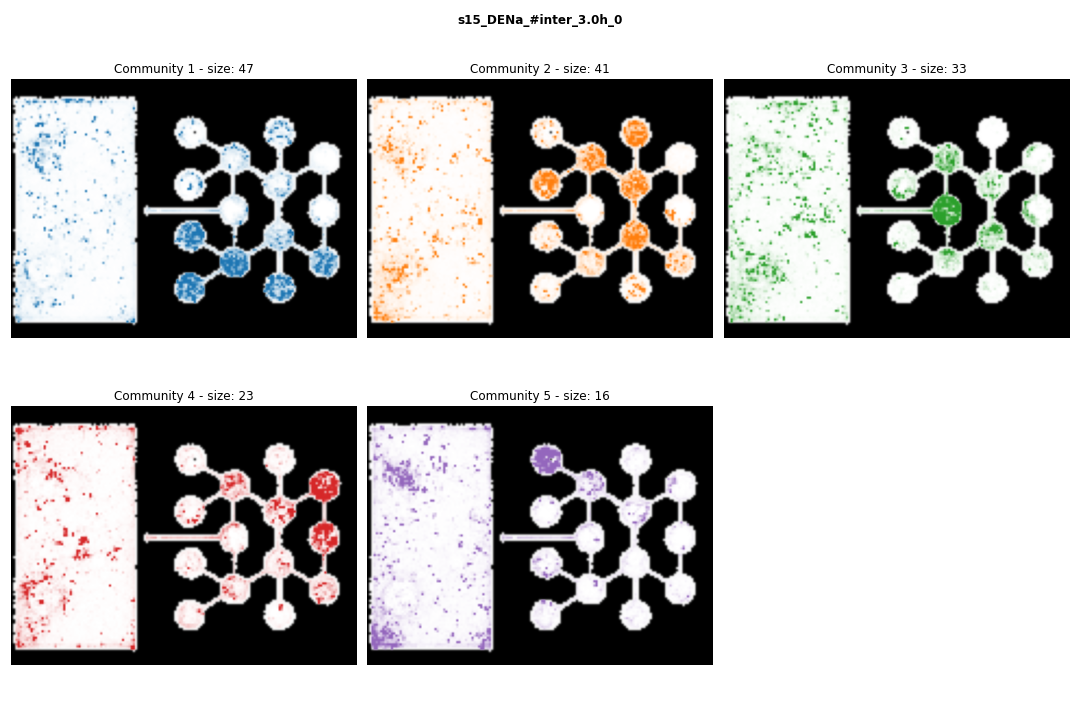 s15_DENa_#inter_3.0h_0
Community 1 - size: 47
Community 2 - size: 41
Community 3 - size: 33
Community 4 - size: 23
Community 5 - size: 16